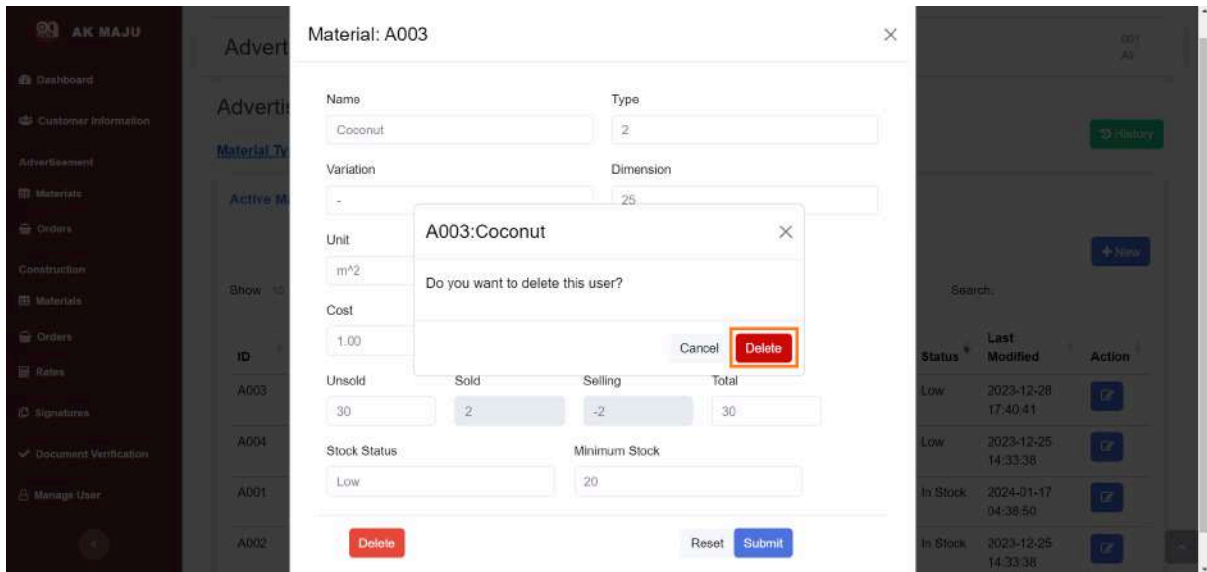 AK MAJU
Dashboard
Customer Information
Advertisement
Materials
Orders
Construction
Materials
Orders
Rates
Signatures
Document Verification
Manage User
Advert
001
Advertis
History
Material Ty
Active M
+ New
Show 10
Search:
ID
Status
Last Modified
Action
A003
Low
2023-12-28
17:40:41
A004
Low
2023-12-25
14:33:38
A001
In Stock
2024-01-17
04:38:50
A002
In Stock
2023-12-25
14:33:38
Material: A003
Name
Type
Coconut
2
Variation
Dimension
-
25
Unit
m^2
Cost
1.00
Unsold Sold Selling Total
30 2 -2 30
Stock Status Minimum Stock
Low 20
Delete Reset Submit
A003:Coconut
Do you want to delete this user?
Cancel Delete